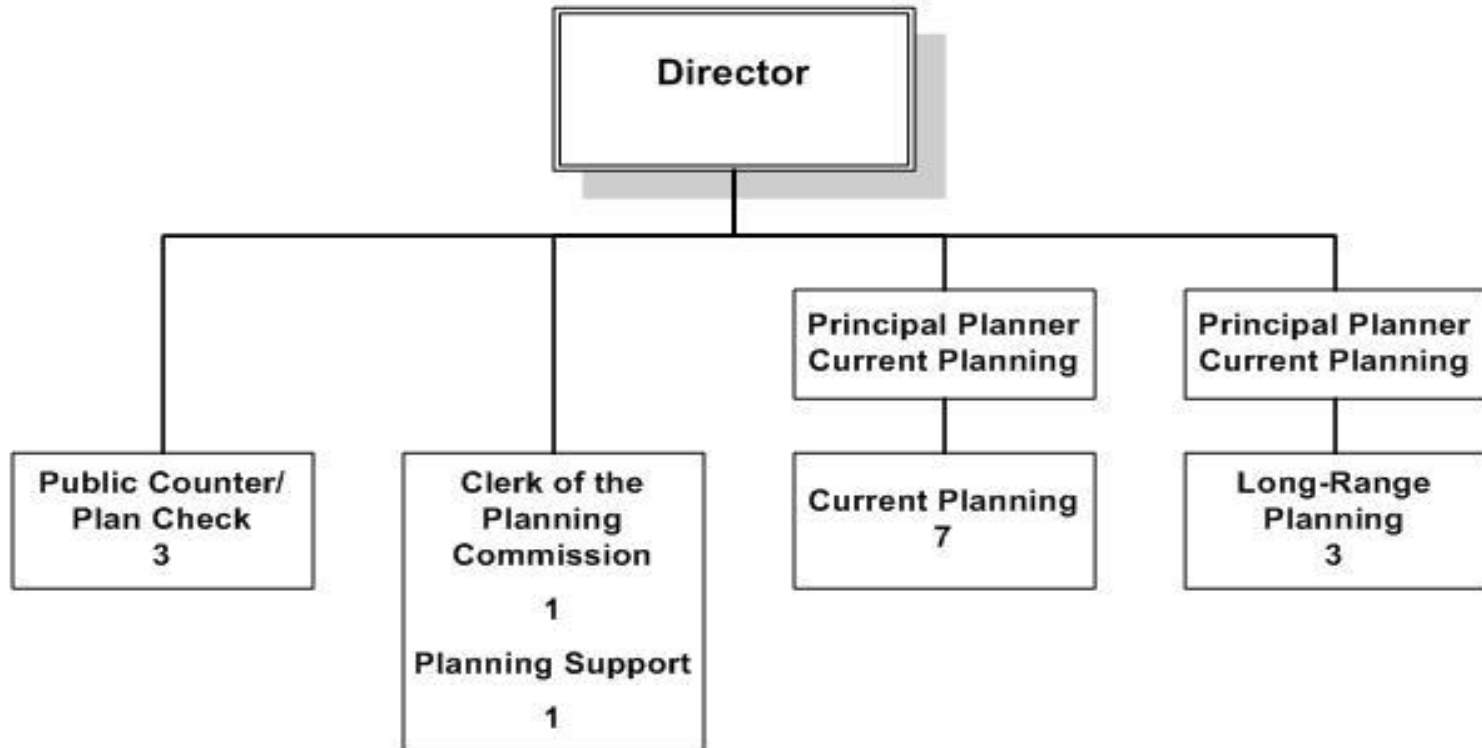 Director
Principal Planner
Current Planning
Principal Planner
Current Planning
Public Counter/
Plan Check
3
Clerk of the
Planning
Commission
1
Planning Support
1
Current Planning
7
Long-Range
Planning
3